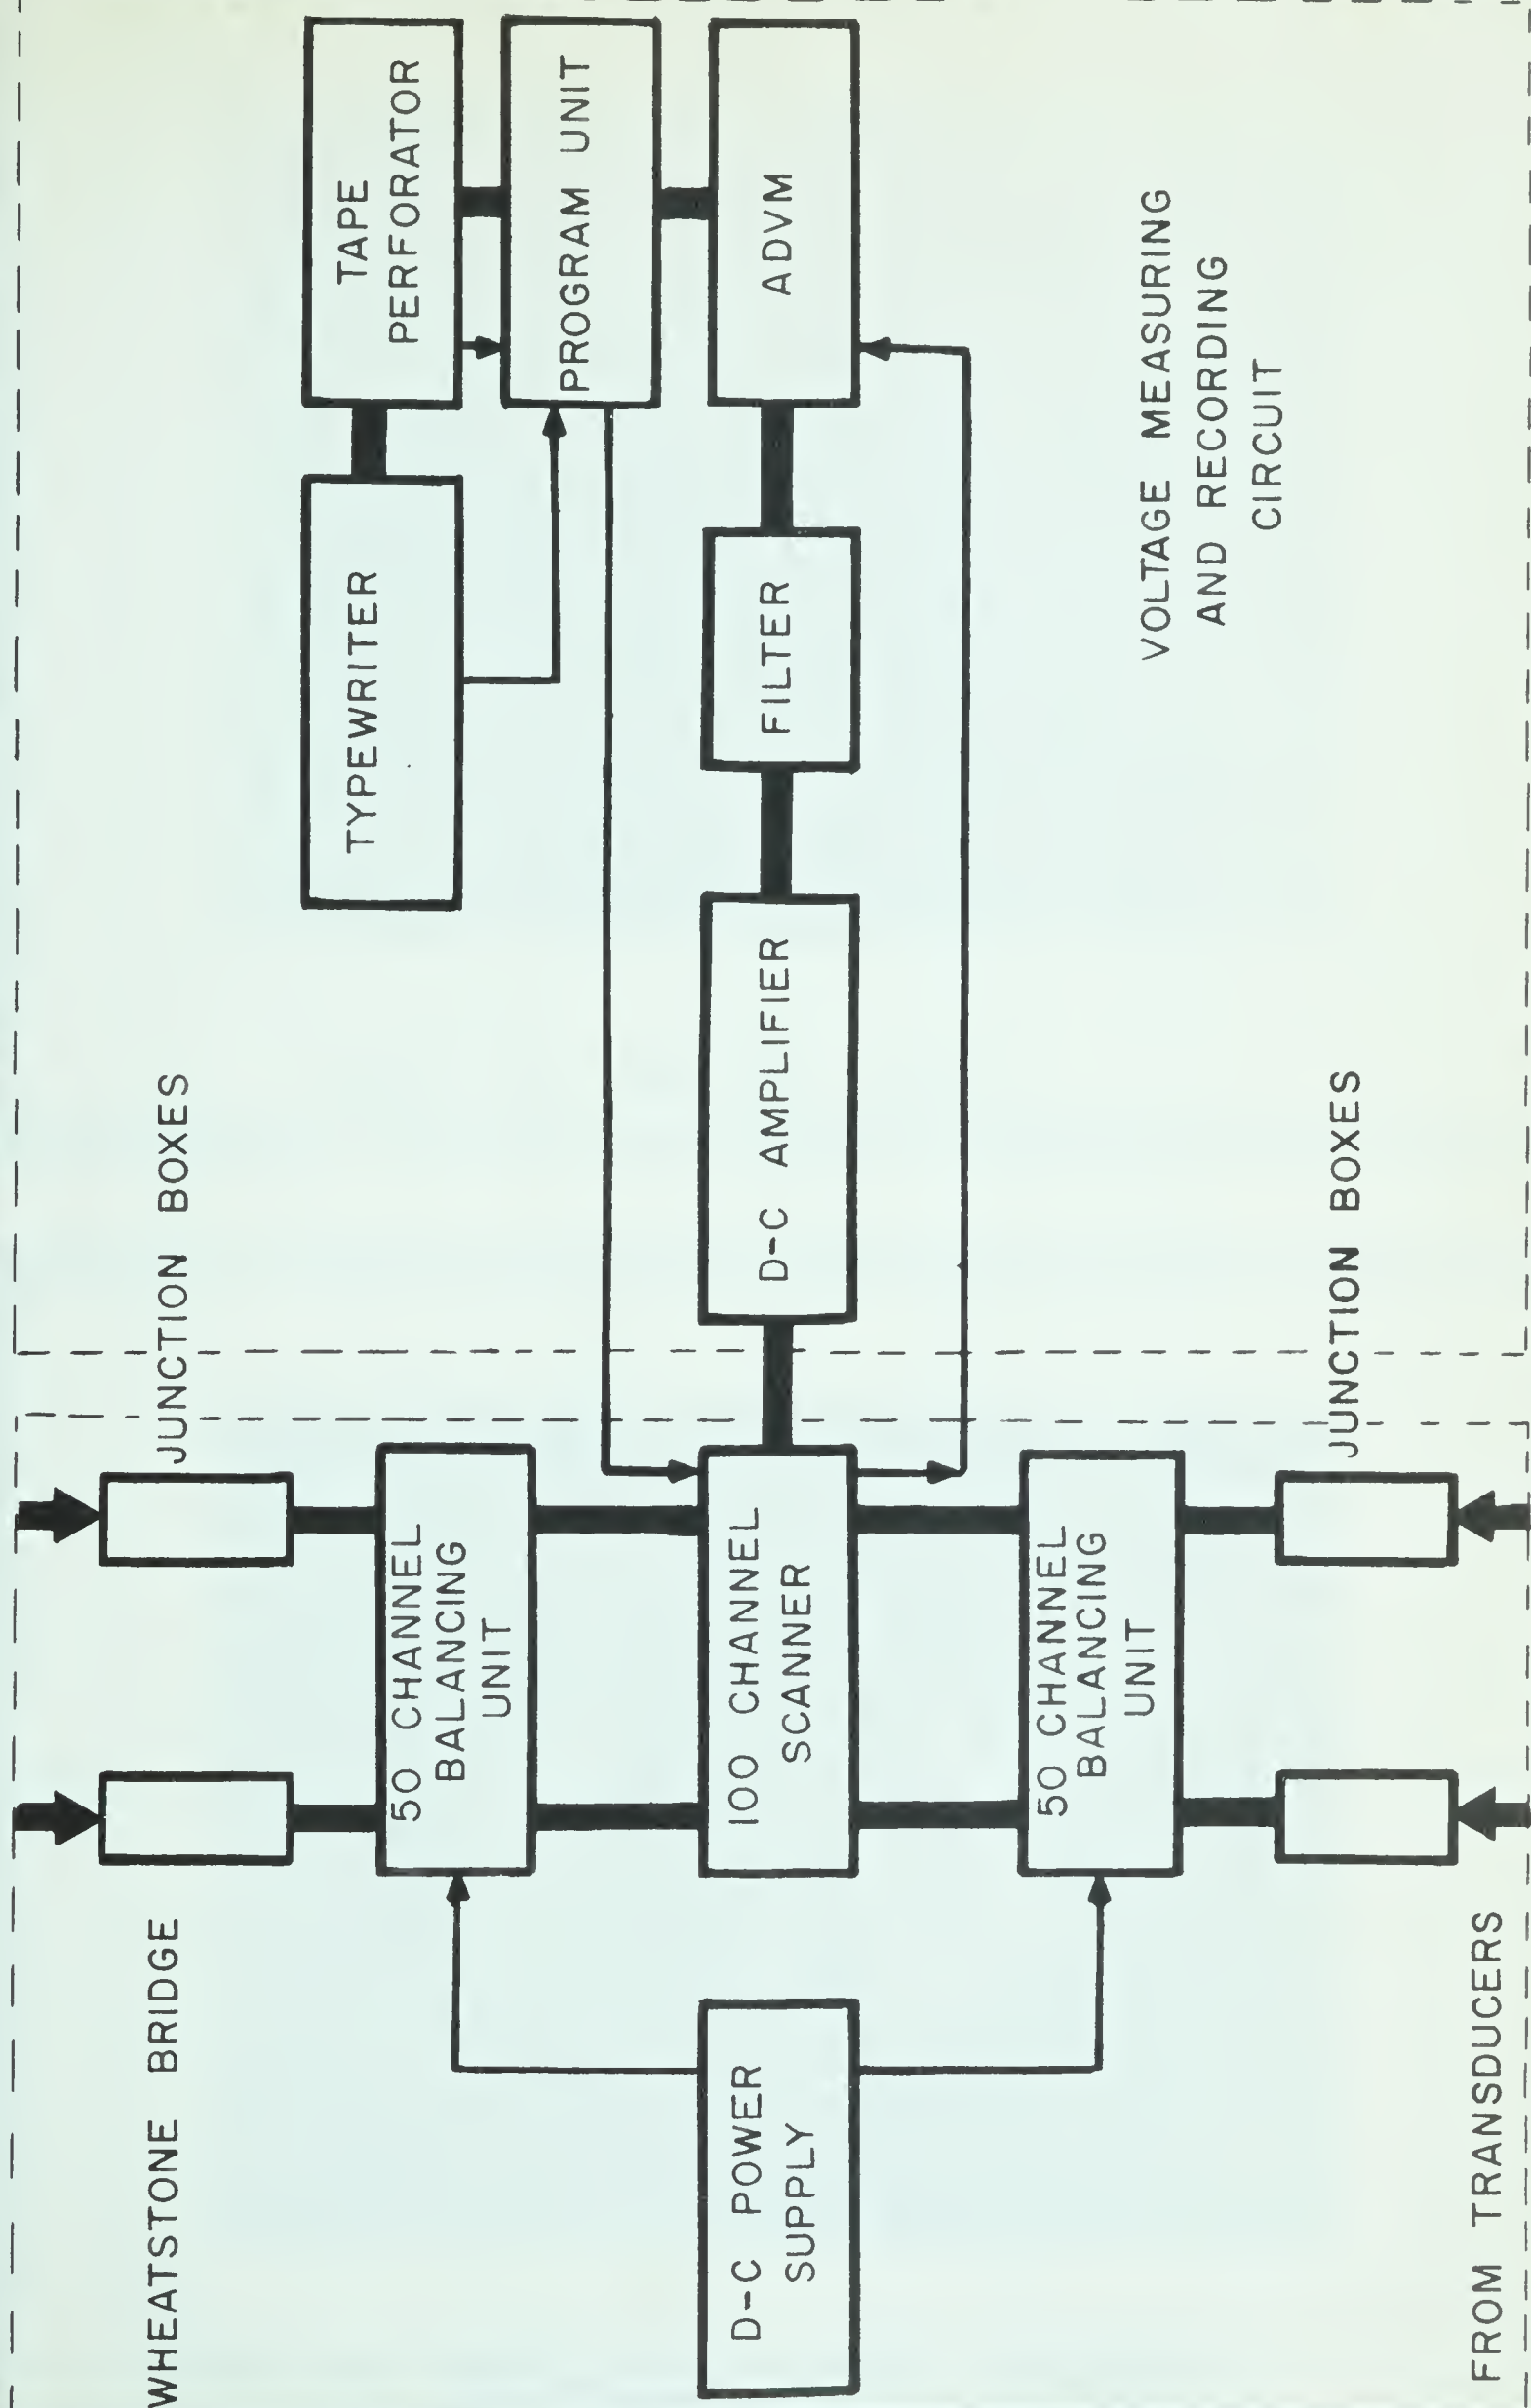 WHEATSTONE BRIDGE
JUNCTION BOXES
TYPEWRITER
TAPE
PERFORATOR
50 CHANNEL
BALANCING
UNIT
PROGRAM UNIT
D-C POWER
SUPPLY
100 CHANNEL
SCANNER
D-C AMPLIFIER
FILTER
ADVM
50 CHANNEL
BALANCING
UNIT
VOLTAGE MEASURING
AND RECORDING
CIRCUIT
JUNCTION BOXES
FROM TRANSDUCERS